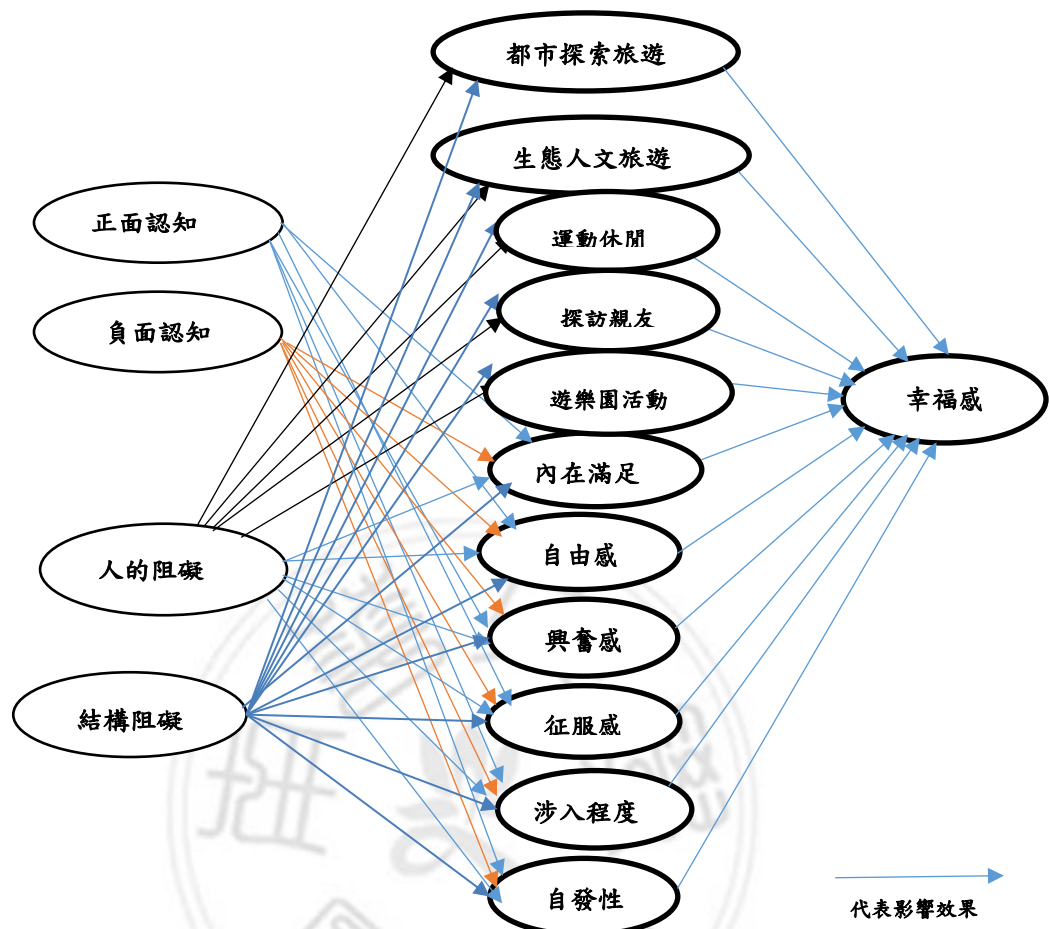 都市探索旅遊
生態人文旅遊
正面認知
運動休閒
負面認知
探訪親友
遊樂園活動
幸福感
內在滿足
人的阻礙
自由感
興奮感
結構阻礙
征服感
涉入程度
自發性
代表影響效果